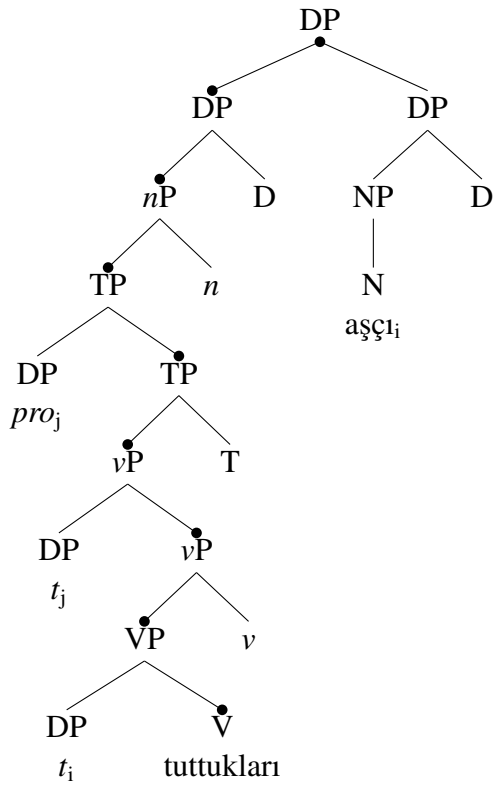 DP
DP DP
nP D NP D
TP n N
aşçıi
DP TP
proj
vP T
DP vP
tj
VP v
DP V
ti tuttukları